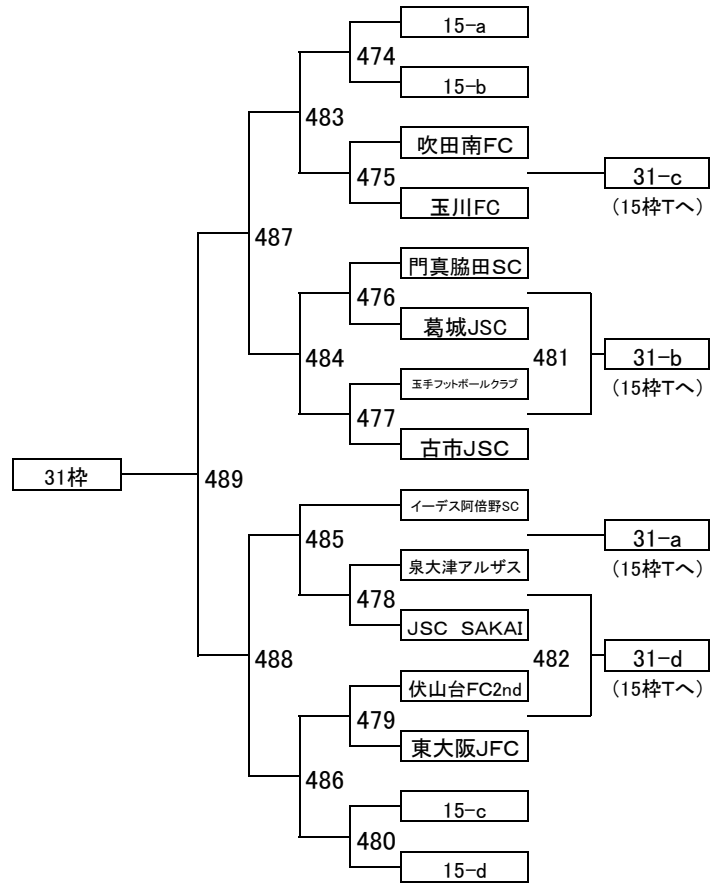 15-a
474
15-b
483
吹田南FC
475
31-c
玉川FC
（15枠Tへ）
487
門真脇田SC
476
葛城JSC
484
481
31-b
玉手フットボールクラブ
（15枠Tへ）
477
古市JSC
31枠
489
イーデス阿倍野SC
485
31-a
泉大津アルザス
（15枠Tへ）
478
JSC　SAKAI
488
482
31-d
伏山台FC2nd
（15枠Tへ）
479
東大阪JFC
486
15-c
480
15-d